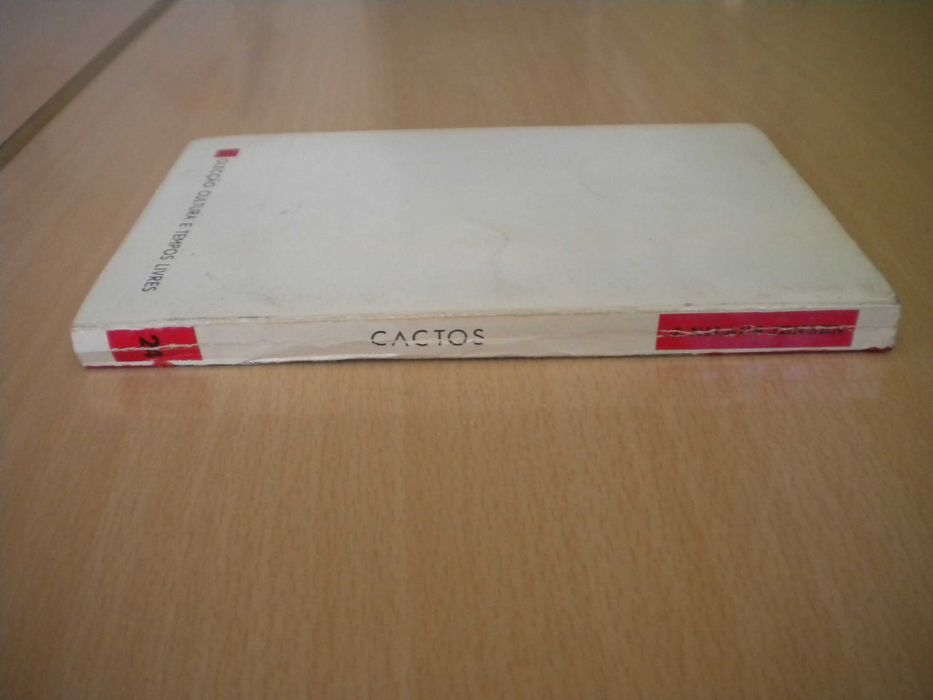 COLECÇÃO CULTURA E TEMPOS LIVRES
24
CACTOS